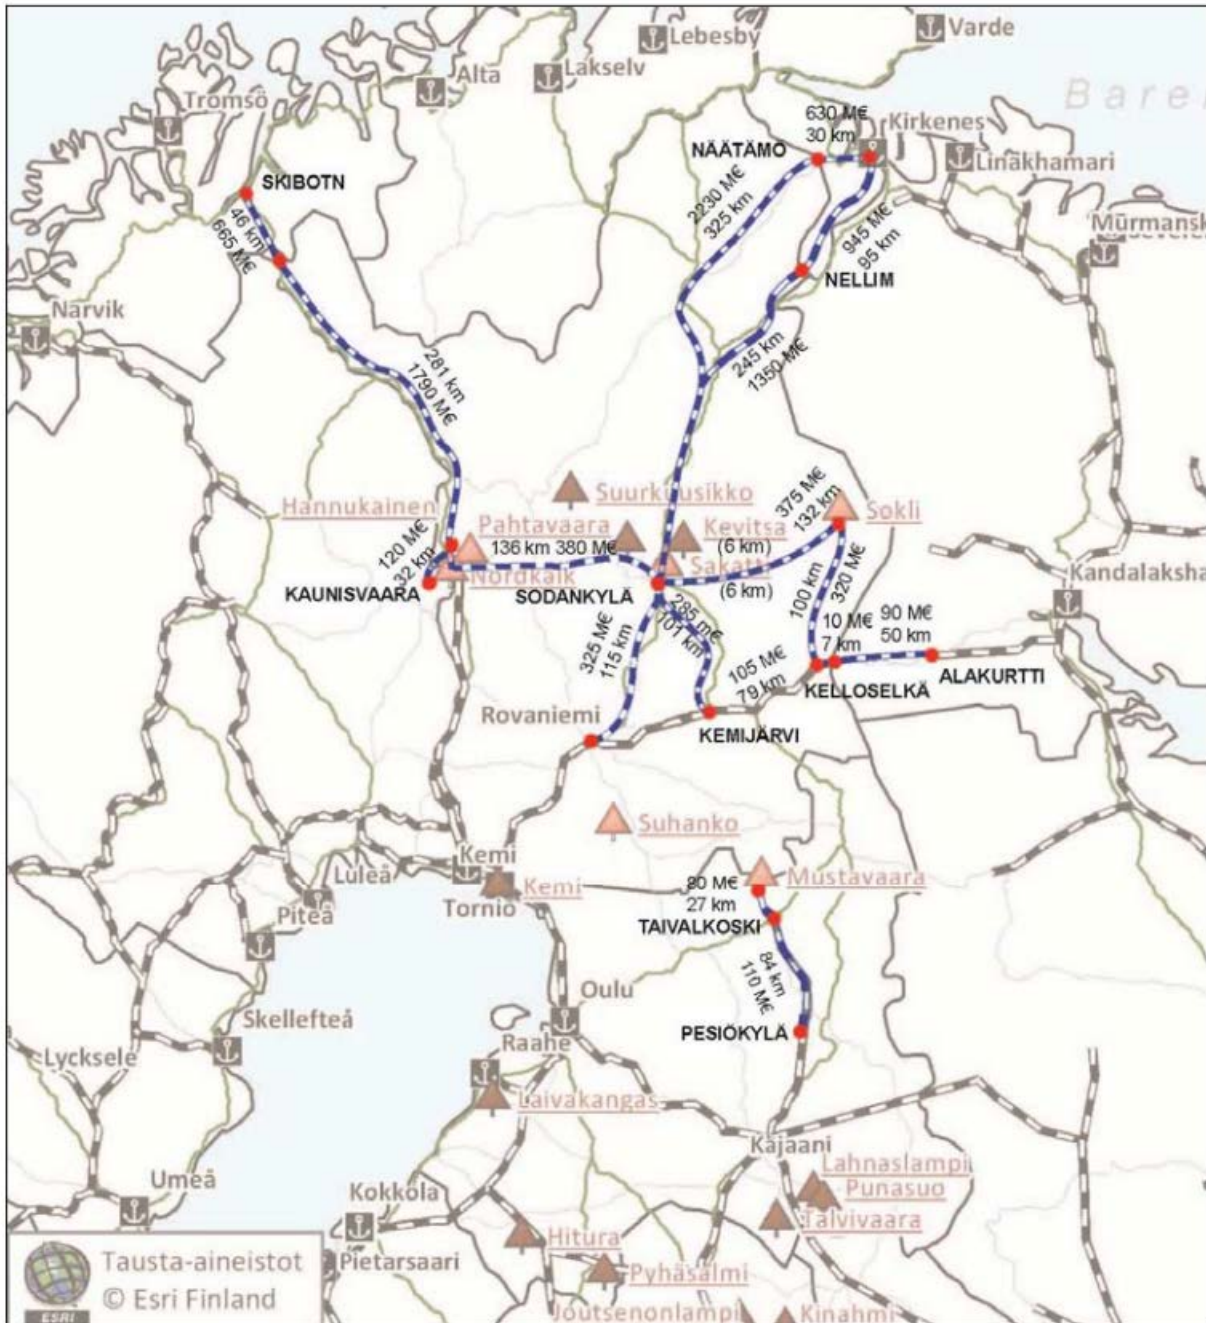 Varde
Lebesby
Alta
Lakselv
Tromsö
Bare
630 M€
30 km
Kirkenes
NÄÄTÄMÖ
Linäkhamari
SKIBOTN
2230 M€
325 km
46 km
665 M€
945 M€
95 km
Mūrmansk
NELLIM
Narvik
281 km
1790 M€
245 km
1350 M€
Suurkuusikko
375 M€
132 km
Hannukainen
Sokli
Pahtavaara
Kevitsa
136 km 380 M€
(6 km)
120 M€
32 km
Sakatti
Nordkalk
(6 km)
KAUNISVAARA
SODANKYLÄ
100 km
320 M€
Kandalaksha
285 m€
101 km
10 M€
7 km
90 M€
50 km
325 M€
115 km
105 M€
79 km
ALAKURTTI
KELLOSELKÄ
Rovaniemi
KEMIJÄRVI
Suhanko
Kemi
Luleå
Kemi
80 M€
27 km
Mustavaara
Tornio
Piteå
TAIVALKOSKI
84 km
110 M€
Oulu
Skellefteå
PESIÖKYLÄ
Raahe
Lycksele
Laivakangas
Kajaani
Lahnaslampi
Punasuo
Umeå
Kokkola
Talvivaara
Hitura
Tausta-aineistot
Pietarsaari
Pyhäsalmi
© Esri Finland
ESRI
Joutsenonlampi
Kinahmi